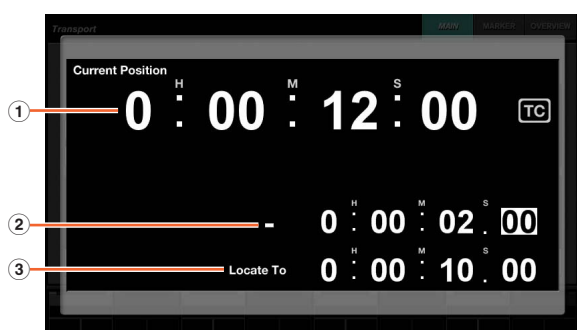 Transport MAIN MARKER OVERVIEW
Current Position
H M S
1 0 : 00 : 12 : 00 TC
H M S
2 - 0 : 00 : 02 . 00
H M S
3 Locate To 0 : 00 : 10 . 00